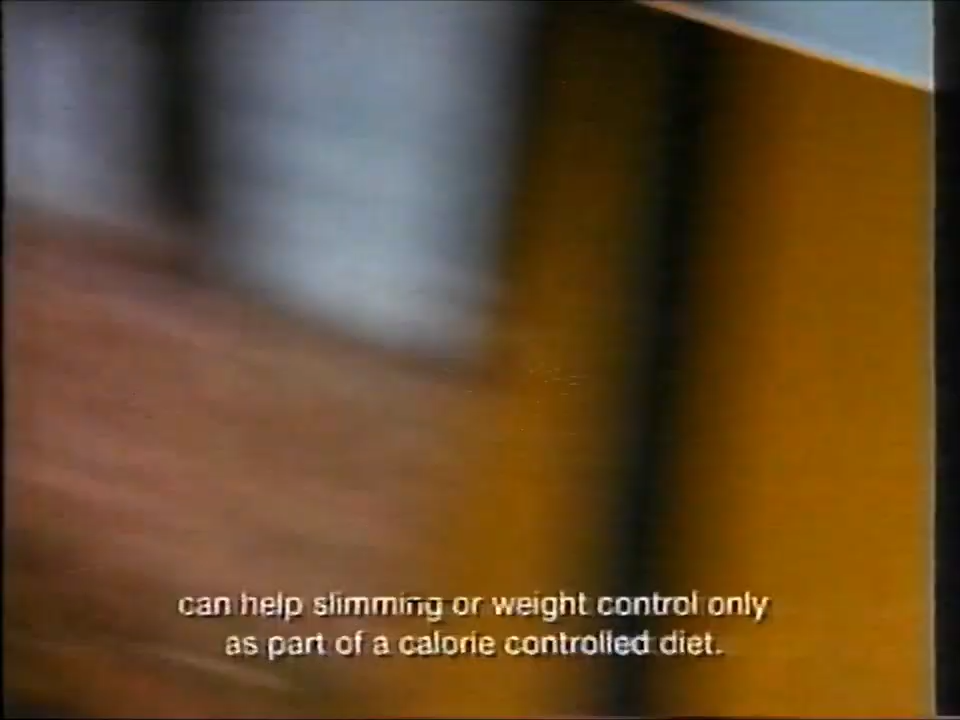 can help slimming or weight control only
as part of a calorie controlled diet.